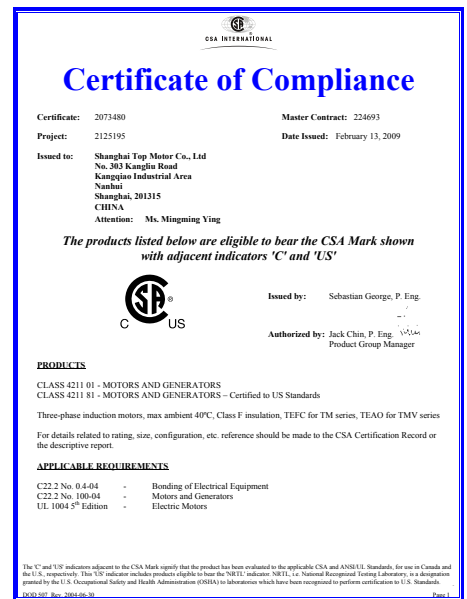 CSA INTERNATIONAL
Certificate of Compliance
Certificate: 2073480 Master Contract: 224693
Project: 2125195 Date Issued: February 13, 2009
Issued to: Shanghai Top Motor Co., Ltd
No. 303 Kangliu Road
Kangqiao Industrial Area
Nanhui
Shanghai, 201315
CHINA
Attention: Ms. Mingming Ying
The products listed below are eligible to bear the CSA Mark shown
with adjacent indicators 'C' and 'US'
CSA ®
C US
Issued by: Sebastian George, P. Eng.
Authorized by: Jack Chin, P. Eng.
Product Group Manager
PRODUCTS
CLASS 4211 01 - MOTORS AND GENERATORS
CLASS 4211 81 - MOTORS AND GENERATORS – Certified to US Standards
Three-phase induction motors, max ambient 40ºC, Class F insulation, TEFC for TM series, TEAO for TMV series
For details related to rating, size, configuration, etc. reference should be made to the CSA Certification Record or
the descriptive report.
APPLICABLE REQUIREMENTS
C22.2 No. 0.4-04 - Bonding of Electrical Equipment
C22.2 No. 100-04 - Motors and Generators
UL 1004 5th Edition - Electric Motors
The 'C' and 'US' indicators adjacent to the CSA Mark signify that the product has been evaluated to the applicable CSA and ANSI/UL Standards, for use in Canada and
the U.S., respectively. This 'US' indicator includes products eligible to bear the 'NRTL' indicator. NRTL, i.e. National Recognized Testing Laboratory, is a designation
granted by the U.S. Occupational Safety and Health Administration (OSHA) to laboratories which have been recognized to perform certification to U.S. Standards.
DQD 507 Rev. 2004-06-30 Page 1